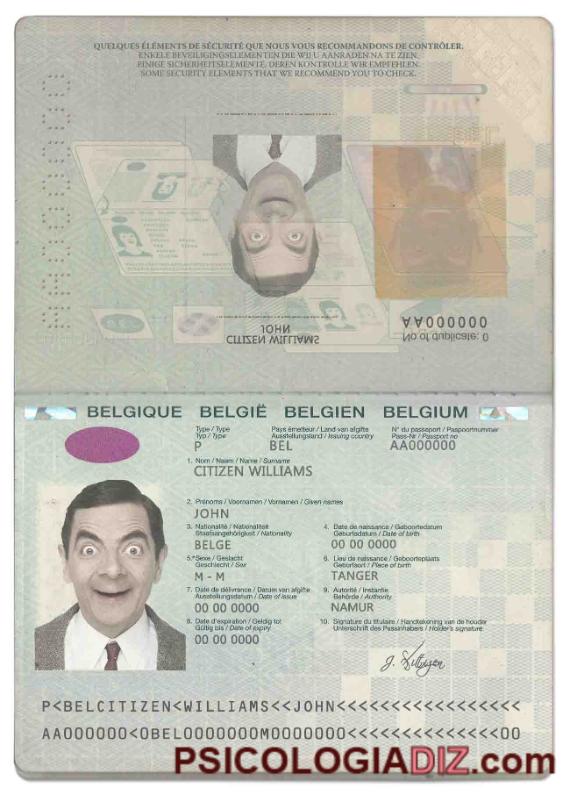 QUELQUES ÉLÉMENTS DE SÉCURITÉ QUE NOUS VOUS RECOMMANDONS DE CONTRÔLER.
ENKELE BEVEILIGINGSELEMENTEN DIE WIJ U AANRADEN NA TE ZIEN.
EINIGE SICHERHEITSELEMENTE, DEREN KONTROLLE WIR EMPFEHLEN.
SOME SECURITY ELEMENTS THAT WE RECOMMEND YOU TO CHECK.
JOHN
CITIZEN WILLIAMS
AA000000
No of duplicate: 0
BELGIQUE BELGIË BELGIEN BELGIUM
Type / Type
Typ / Type
P
Pays émetteur / Land van afgifte
Ausstellungsland / Issuing country
BEL
N° du passeport / Paspoortnummer
Pass-Nr / Passport no
AA000000
1. Nom / Naam / Name / Surname
CITIZEN WILLIAMS
2. Prénoms / Voornamen / Vornamen / Given names
JOHN
3. Nationalité / Nationaliteit
Staatsangehörigkeit / Nationality
BELGE
4. Date de naissance / Geboortedatum
Geburtsdatum / Date of birth
00 00 0000
5. Sexe / Geslacht
Geschlecht / Sex
M - M
6. Lieu de naissance / Geboorteplaats
Geburtsort / Place of birth
TANGER
7. Date de délivrance / Datum van afgifte
Ausstellungsdatum / Date of issue
00 00 0000
9. Autorité / Instantie
Behörde / Authority
NAMUR
8. Date d'expiration / Geldig tot
Gültig bis / Date of expiry
00 00 0000
10. Signature du titulaire / Handtekening van de houder
Unterschrift des Passinhabers / Holder's signature
P<BELCITIZEN<WILLIAMS<<JOHN<<<<<<<<<<<<<<<<<
AA000000<0BEL0000000M0000000<<<<<<<<<<<<<<00
PSICOLOGIADIZ.com